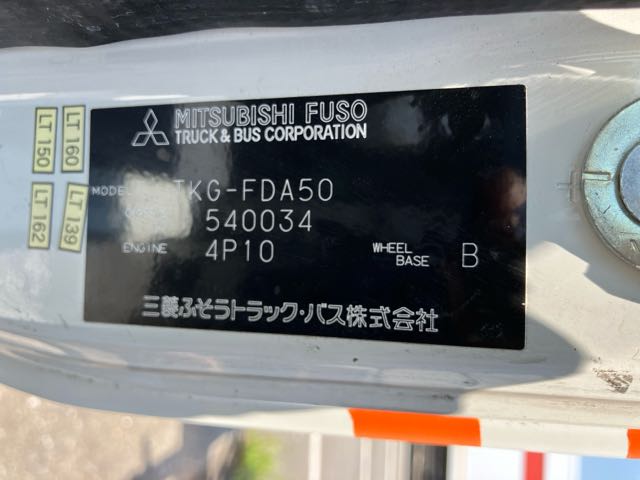 MITSUBISHI FUSO
TRUCK & BUS CORPORATION
LT 150
LT 160
LT 162
LT 139
MODEL TKG-FDA50
540034
ENGINE 4P10 WHEEL BASE B
三菱ふそうトラック・バス株式会社